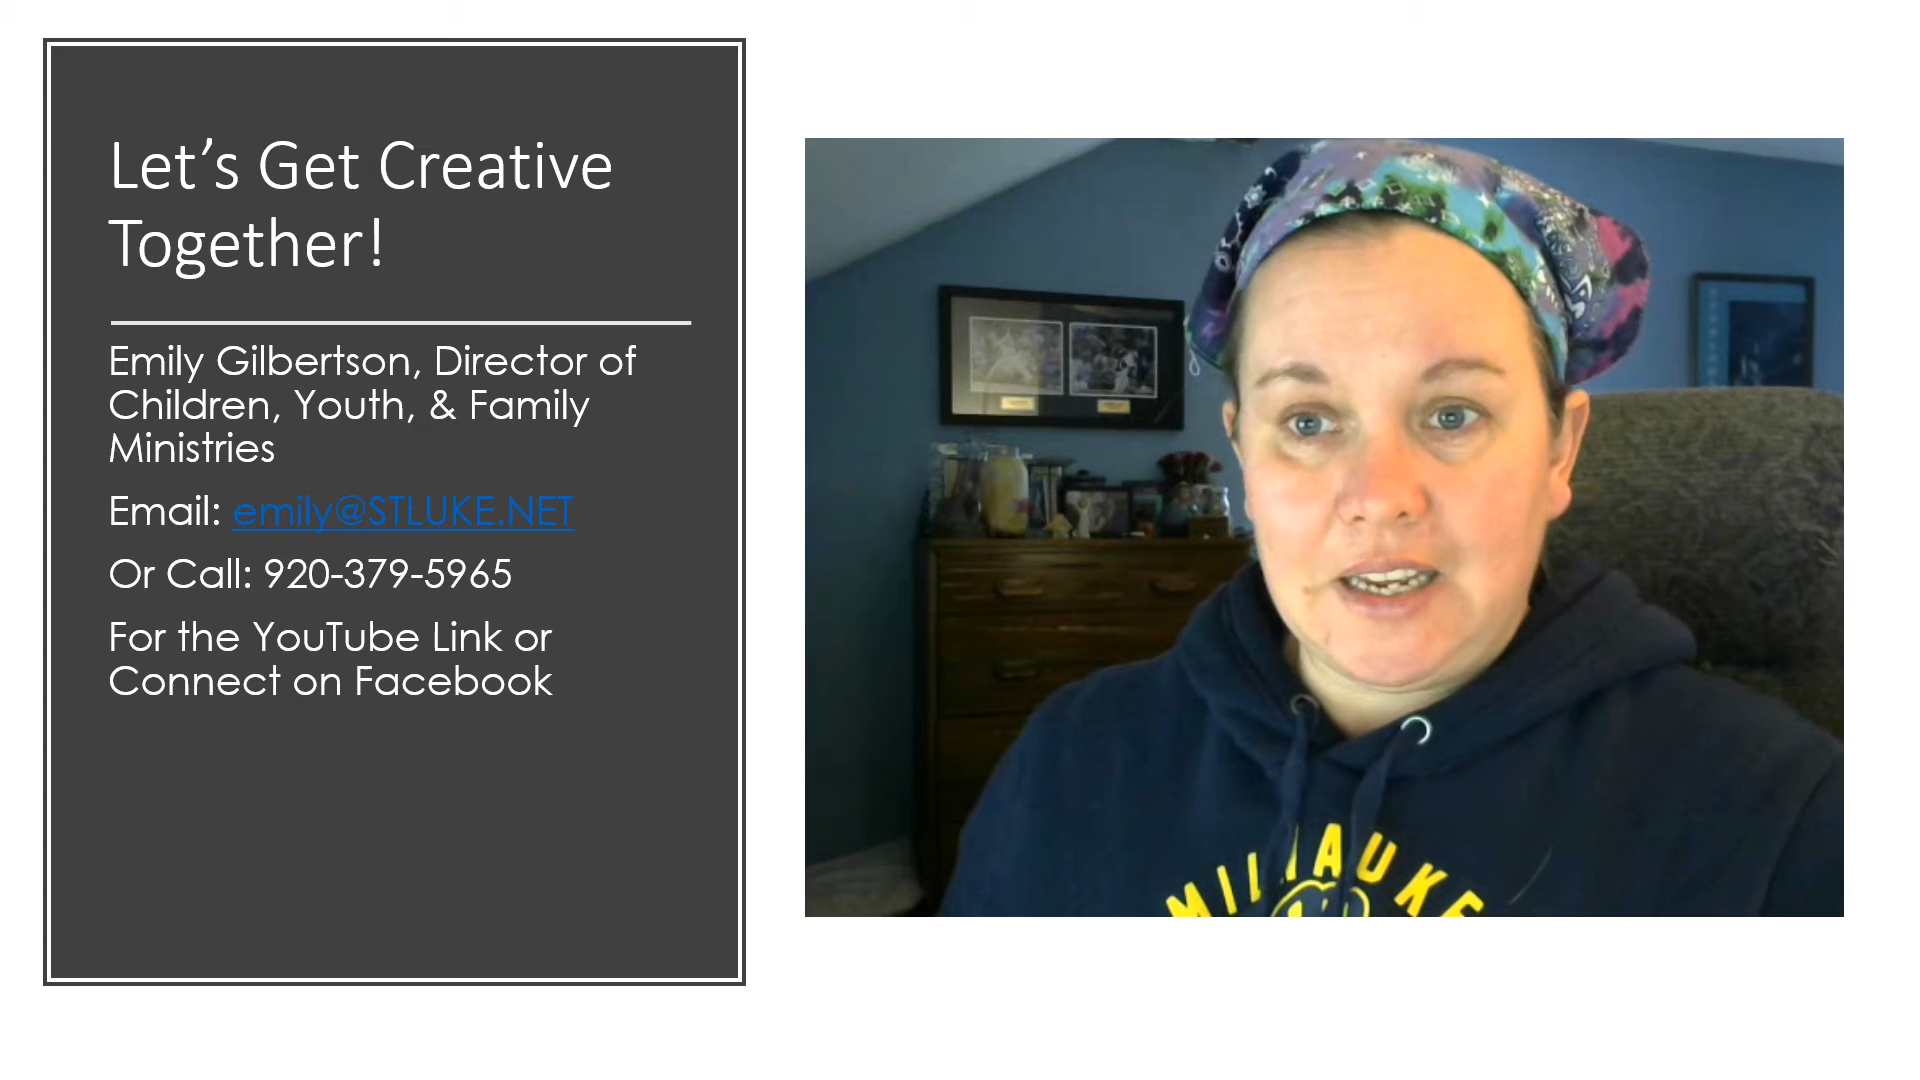 Let’s Get Creative
Together!
Emily Gilbertson, Director of
Children, Youth, & Family
Ministries
Email: emily@STLUKE.NET
Or Call: 920-379-5965
For the YouTube Link or
Connect on Facebook
MILWAUKE